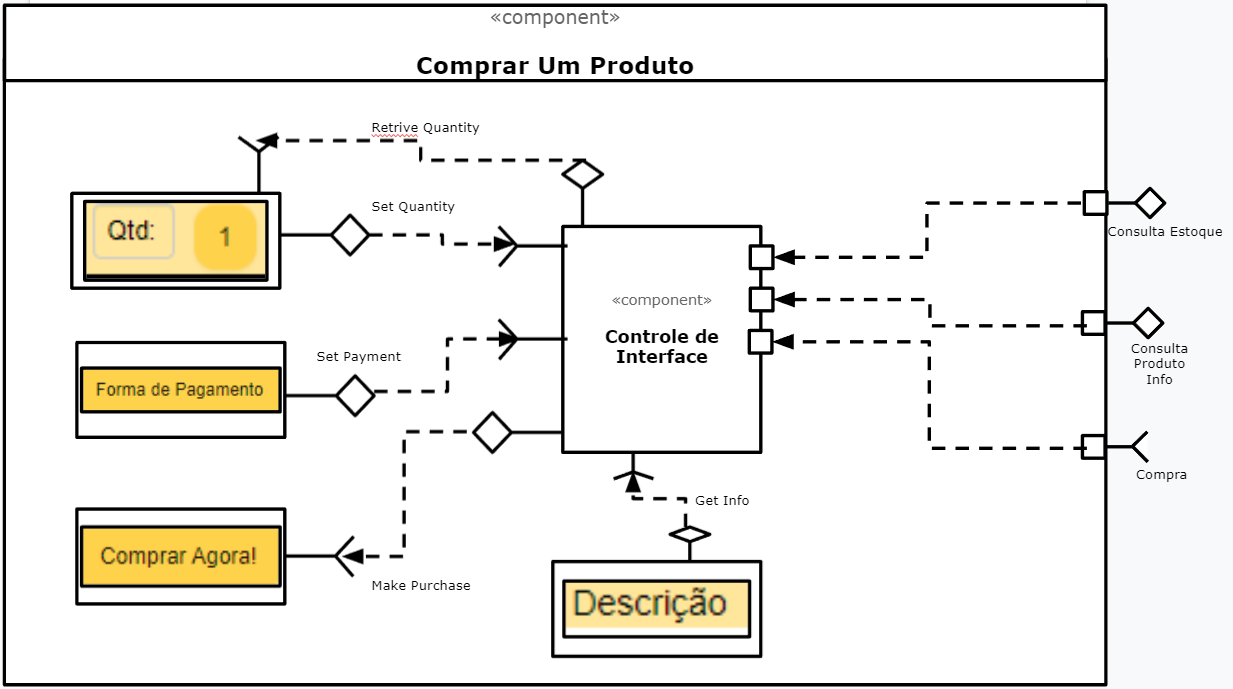 «component»
Comprar Um Produto
Retrive Quantity
Set Quantity
Qtd:
1
Consulta Estoque
«component»
Controle de
Interface
Set Payment
Forma de Pagamento
Consulta
Produto
Info
Compra
Get Info
Comprar Agora!
Make Purchase
Descrição